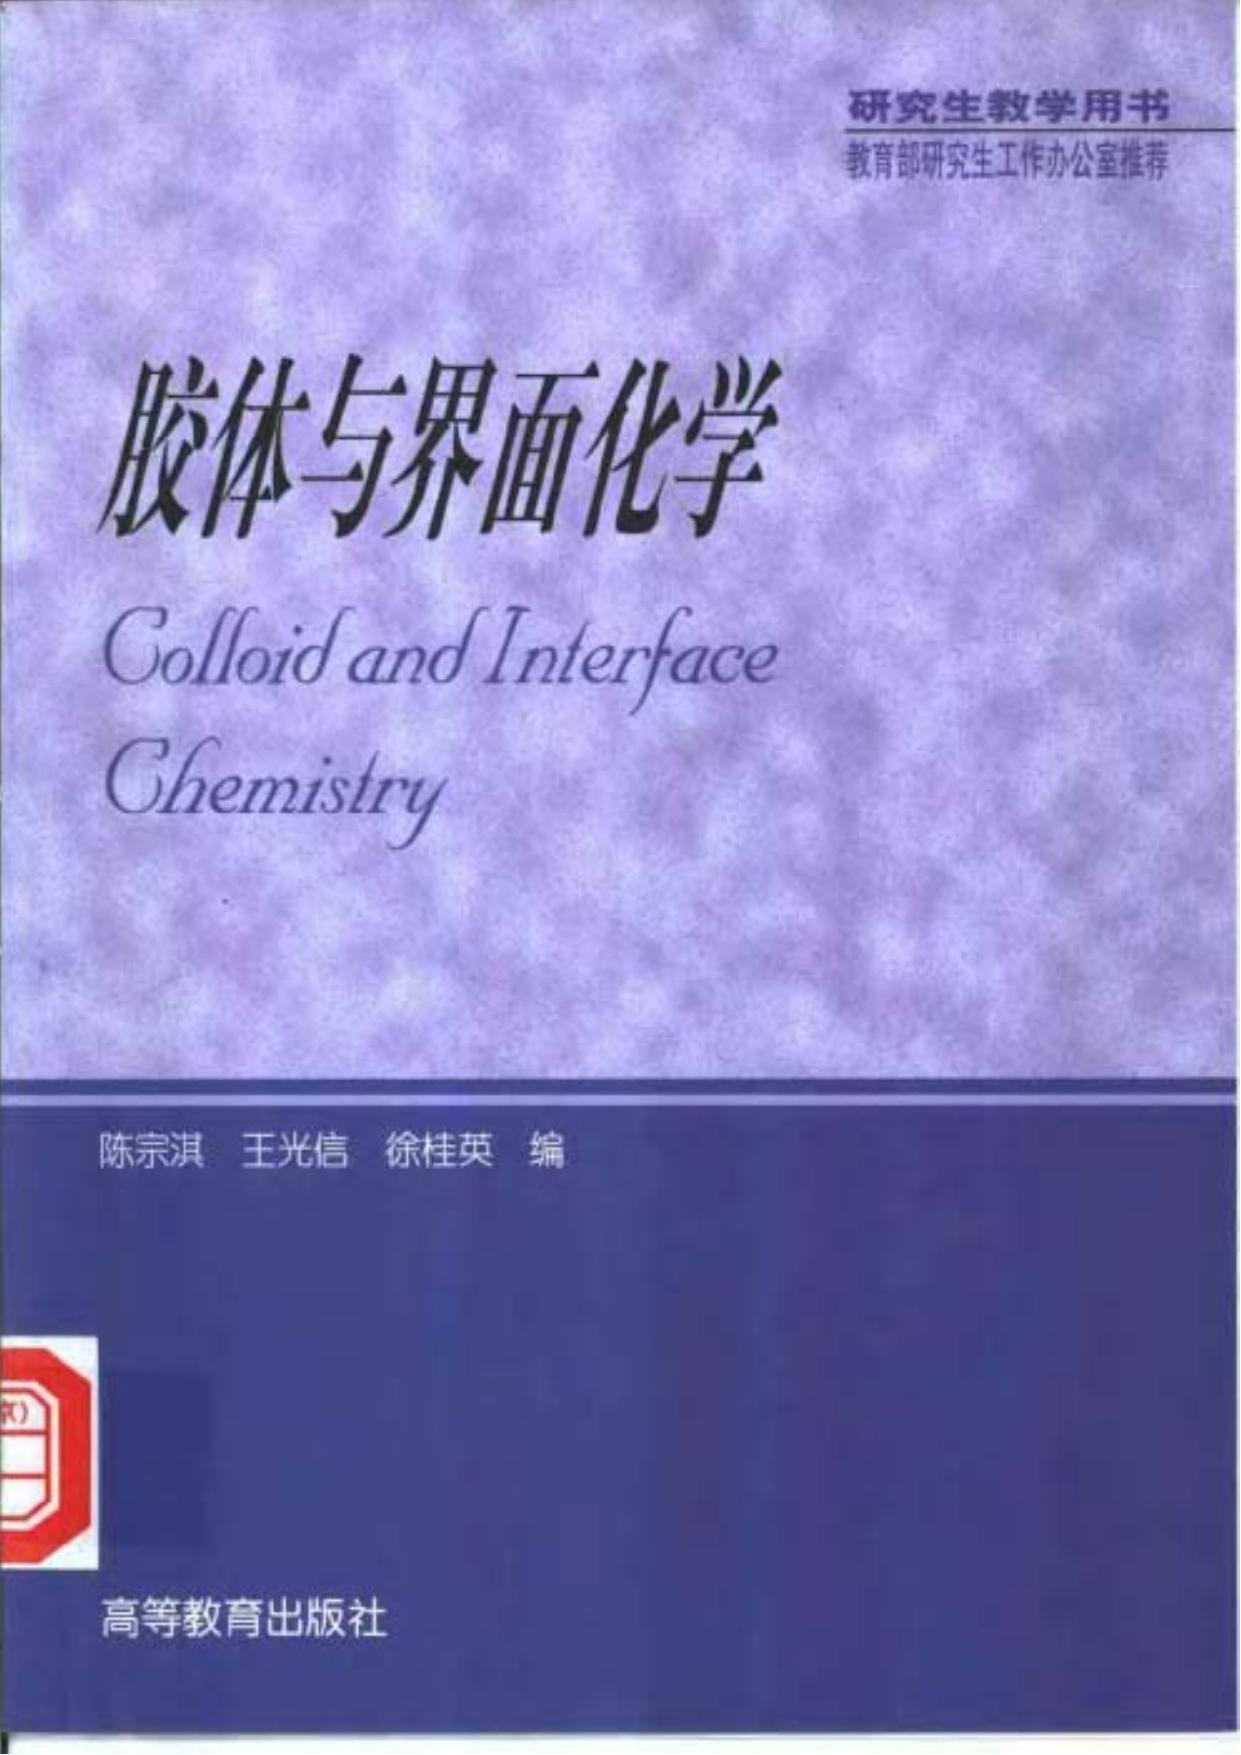 研究生教学用书
教育部研究生工作办公室推荐
胶体与界面化学
Colloid and Interface
Chemistry
陈宗淇 王光信 徐桂英 编
京)
高等教育出版社